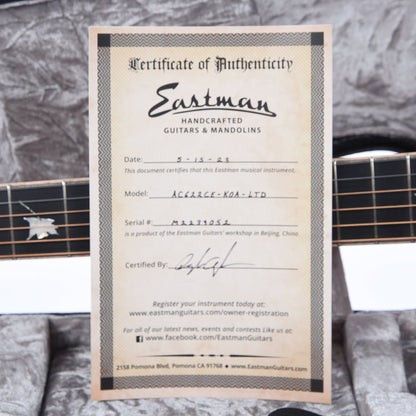 Certificate of Authenticity
Eastman
HANDCRAFTED
GUITARS & MANDOLINS
Date: 5-15-23
This document certifies that this Eastman musical instrument.
Model: AC622CE-KOA-LTD
Serial #: M2239052
is a product of the Eastman Guitars' workshop in Beijing, China
Certified By:
Register your instrument today at:
www.eastmanguitars.com/owner-registration
For all of our latest news, events and contests Like us at:
www.facebook.com/EastmanGuitars
2158 Pomona Blvd, Pomona CA 91768 • www.Eastmanguitars.com